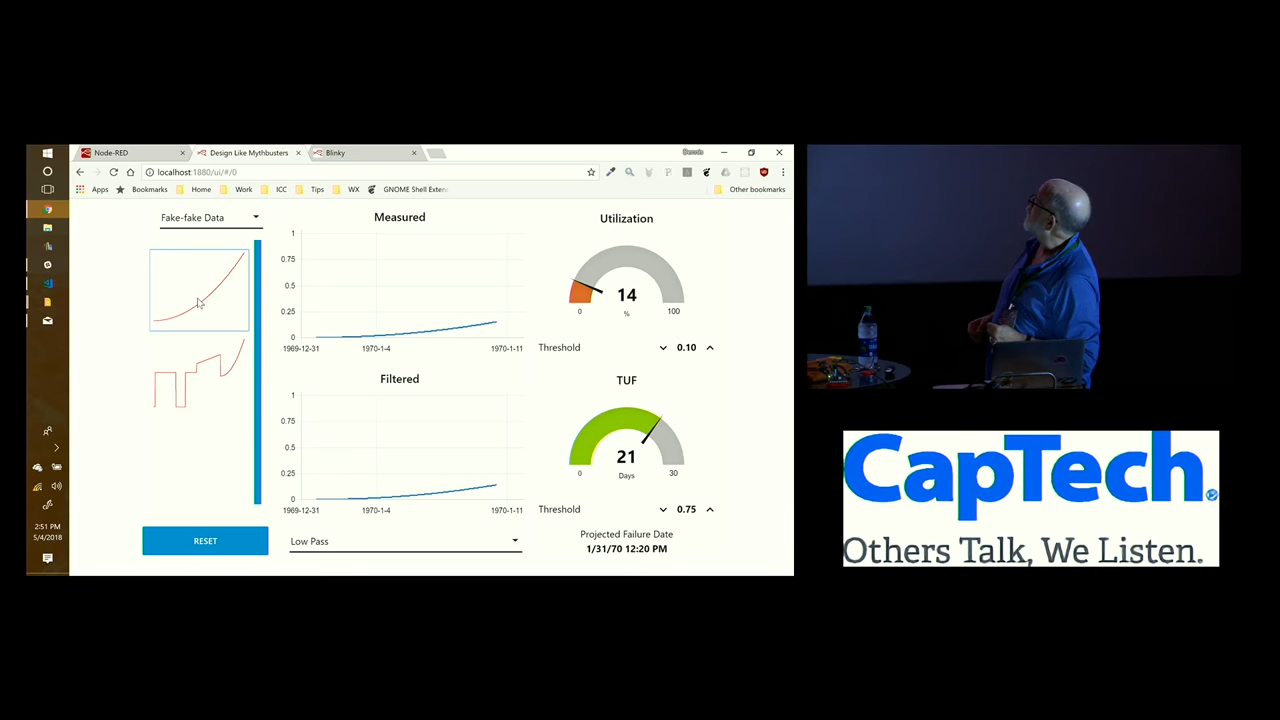 Node-RED
Design Like Mythbusters
Blinky
Dennis
localhost:1880/ui/#/0
Apps
Bookmarks
Home
Work
ICC
Tips
WX
GNOME Shell Exten
Other bookmarks
Fake-fake Data
Measured
1
0.75
0.5
0.25
0
1969-12-31
1970-1-4
1970-1-11
Utilization
14
%
0
100
Threshold
0.10
Filtered
1
0.75
0.5
0.25
0
1969-12-31
1970-1-4
1970-1-11
TUF
21
Days
0
30
Threshold
0.75
RESET
Low Pass
Projected Failure Date
1/31/70 12:20 PM
2:51 PM
5/4/2018
CapTech.
Others Talk, We Listen.